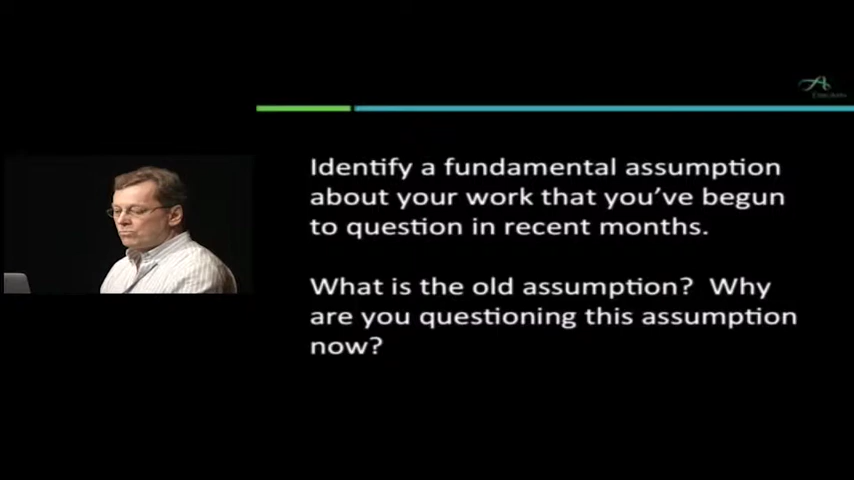 Identify a fundamental assumption
about your work that you've begun
to question in recent months.
What is the old assumption? Why
are you questioning this assumption
now?